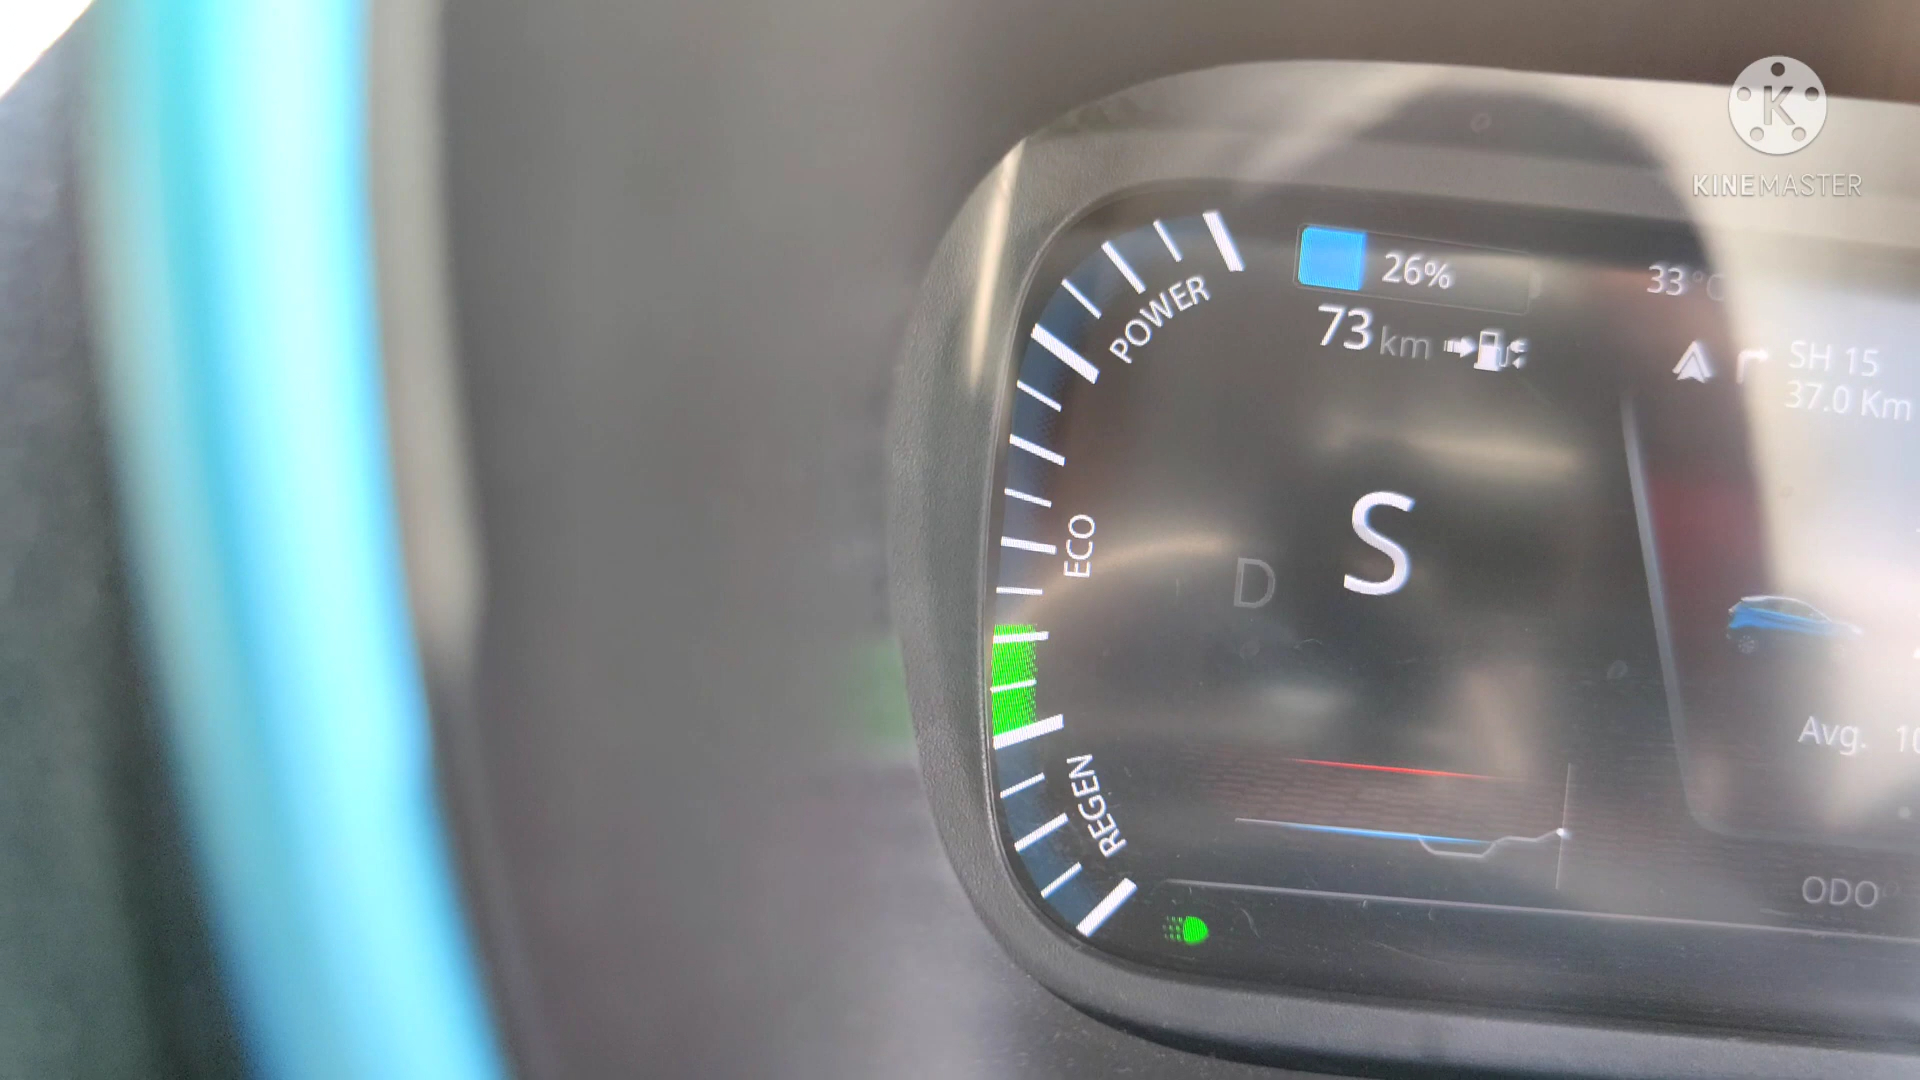 K
KINEMASTER
26%
33°C
73 km
SH 15
37.0 Km
POWER
ECO
REGEN
D
S
Avg.
ODO